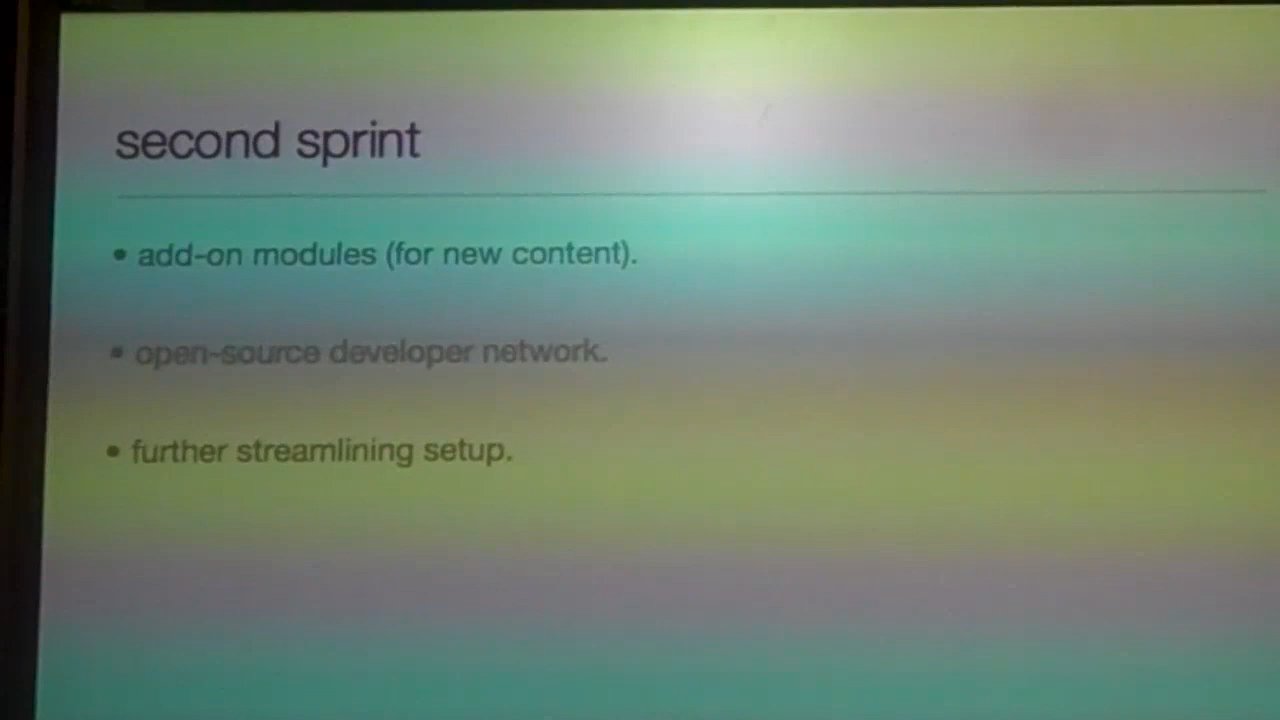 second sprint
• add-on modules (for new content).
• open-source developer network.
• further streamlining setup.